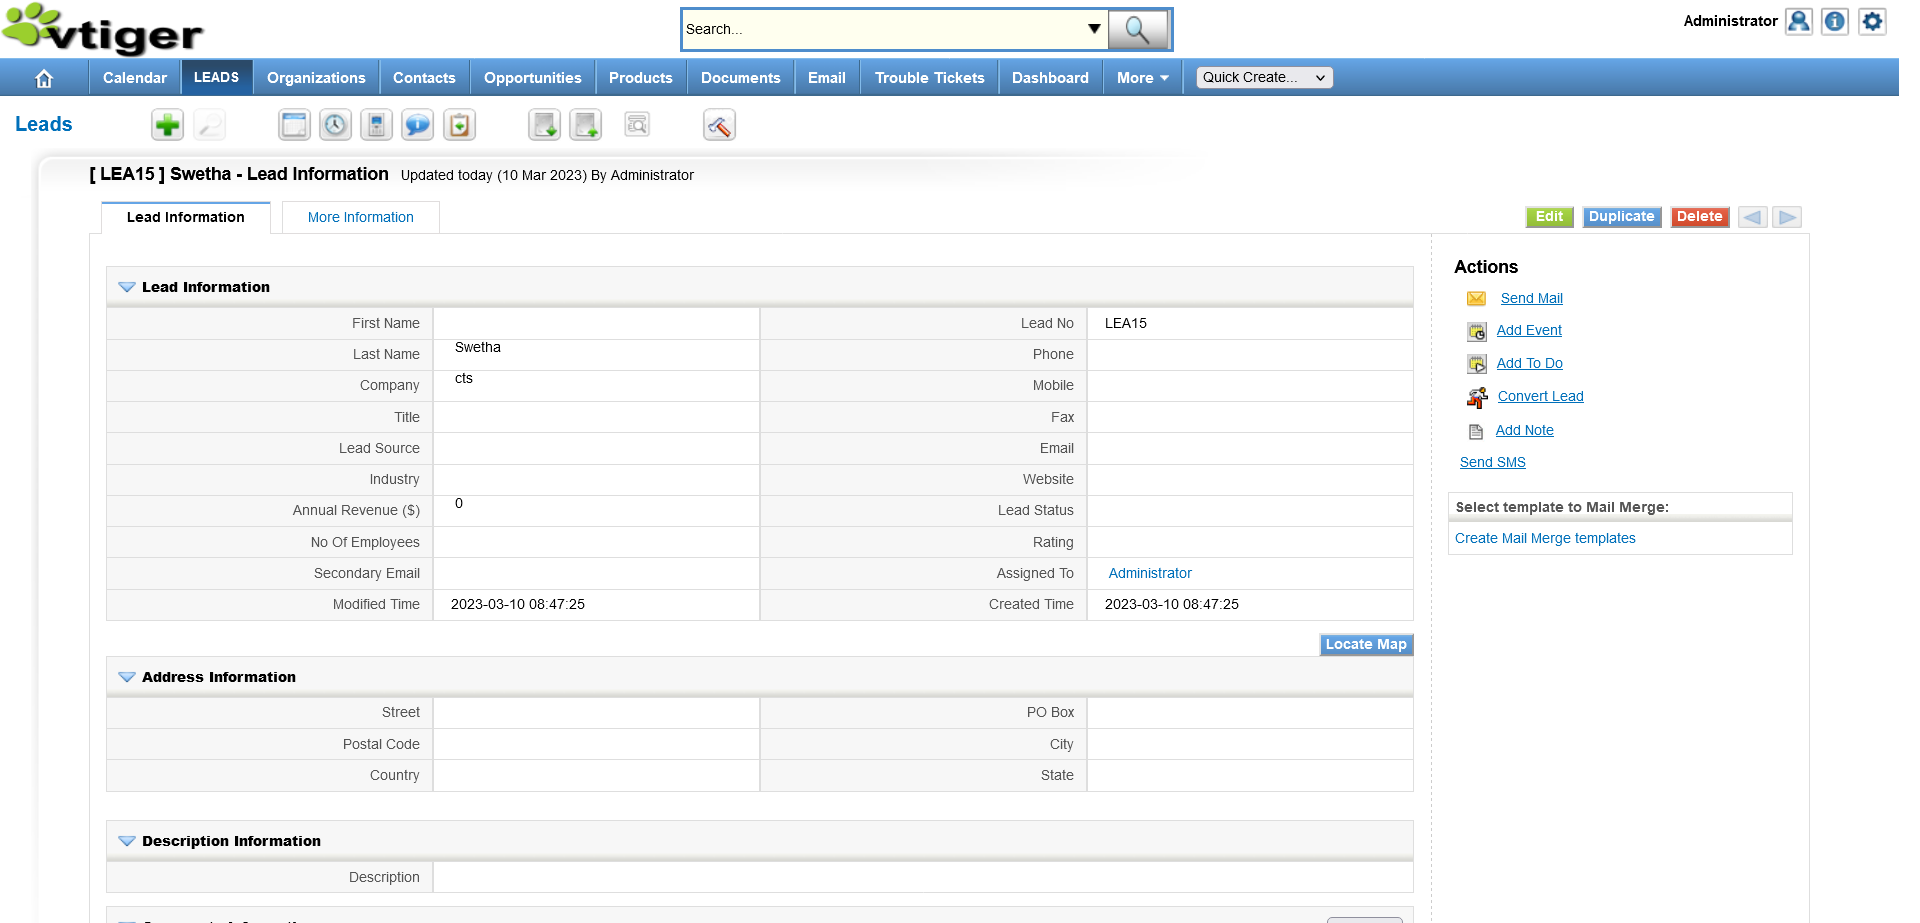 vtiger
Search...
Administrator
Calendar LEADS Organizations Contacts Opportunities Products Documents Email Trouble Tickets Dashboard More Quick Create...
Leads
[ LEA15 ] Swetha - Lead Information Updated today (10 Mar 2023) By Administrator
Lead Information More Information
Edit Duplicate Delete
Lead Information
First Name Lead No LEA15
Last Name Swetha Phone
Company cts Mobile
Title Fax
Lead Source Email
Industry Website
Annual Revenue ($) 0 Lead Status
No Of Employees Rating
Secondary Email Assigned To Administrator
Modified Time 2023-03-10 08:47:25 Created Time 2023-03-10 08:47:25
Locate Map
Address Information
Street PO Box
Postal Code City
Country State
Description Information
Description
Actions
Send Mail
Add Event
Add To Do
Convert Lead
Add Note
Send SMS
Select template to Mail Merge:
Create Mail Merge templates